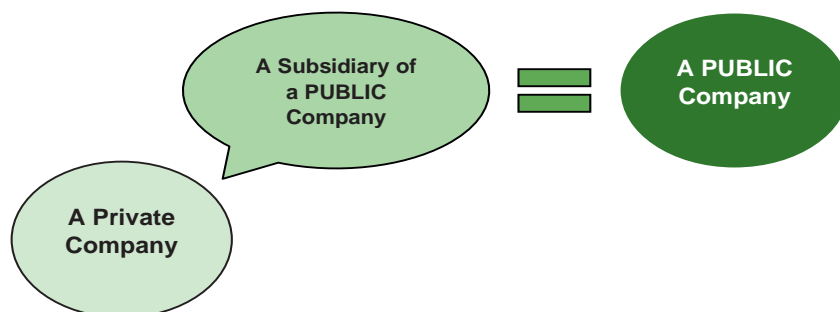 A Subsidiary of
a PUBLIC
Company
A PUBLIC
Company
A Private
Company